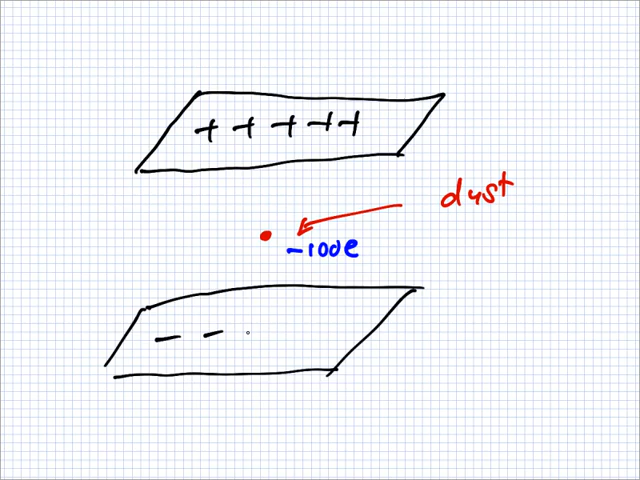 + + + + +
dust
-100e
- -